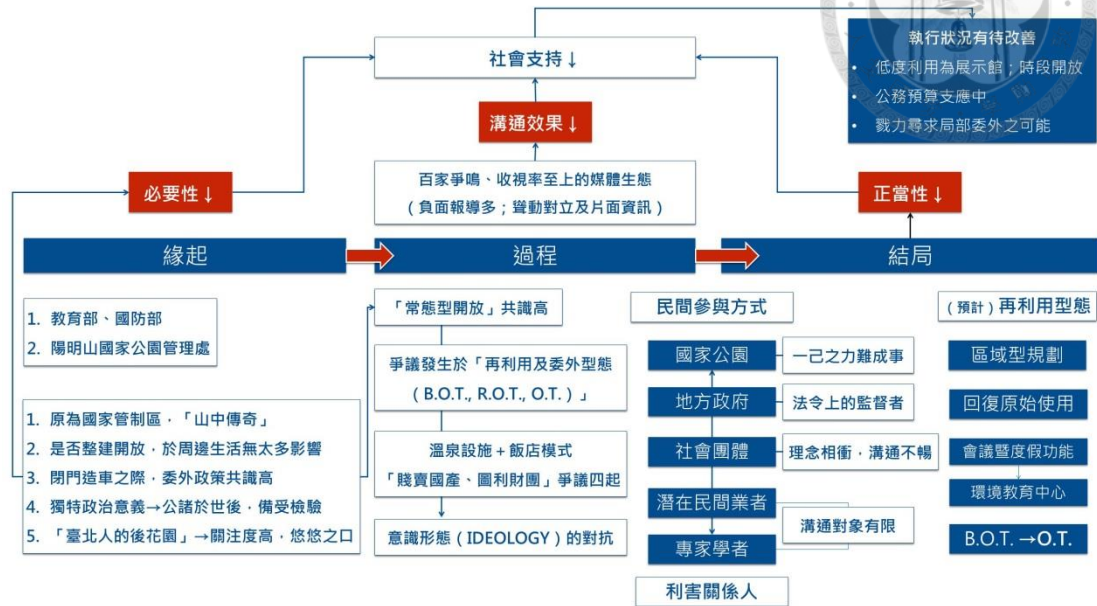 執行狀況有待改善
• 低度利用為展示館；時段開放
• 公務預算支應中
• 戮力尋求局部委外之可能
社會支持↓
溝通效果↓
必要性↓
百家爭鳴、收視率至上的媒體生態
（負面報導多；聳動對立及片面資訊）
正當性↓
緣起
過程
結局
1. 教育部、國防部
2. 陽明山國家公園管理處
1. 原為國家管制區，「山中傳奇」
2. 是否整建開放，於周邊生活無太多影響
3. 閉門造車之際，委外政策共識高
4. 獨特政治意義→公諸於世後，備受檢驗
5. 「臺北人的後花園」→關注度高，悠悠之口
「常態型開放」共識高
爭議發生於「再利用及委外型態
（B.O.T., R.O.T., O.T.）」
溫泉設施＋飯店模式
「賤賣國產、圖利財團」爭議四起
意識形態（IDEOLOGY）的對抗
民間參與方式
國家公園
一己之力難成事
地方政府
法令上的監督者
社會團體
理念相衝，溝通不暢
潛在民間業者
溝通對象有限
專家學者
利害關係人
（預計）再利用型態
區域型規劃
回復原始使用
會議暨度假功能
環境教育中心
B.O.T. →O.T.